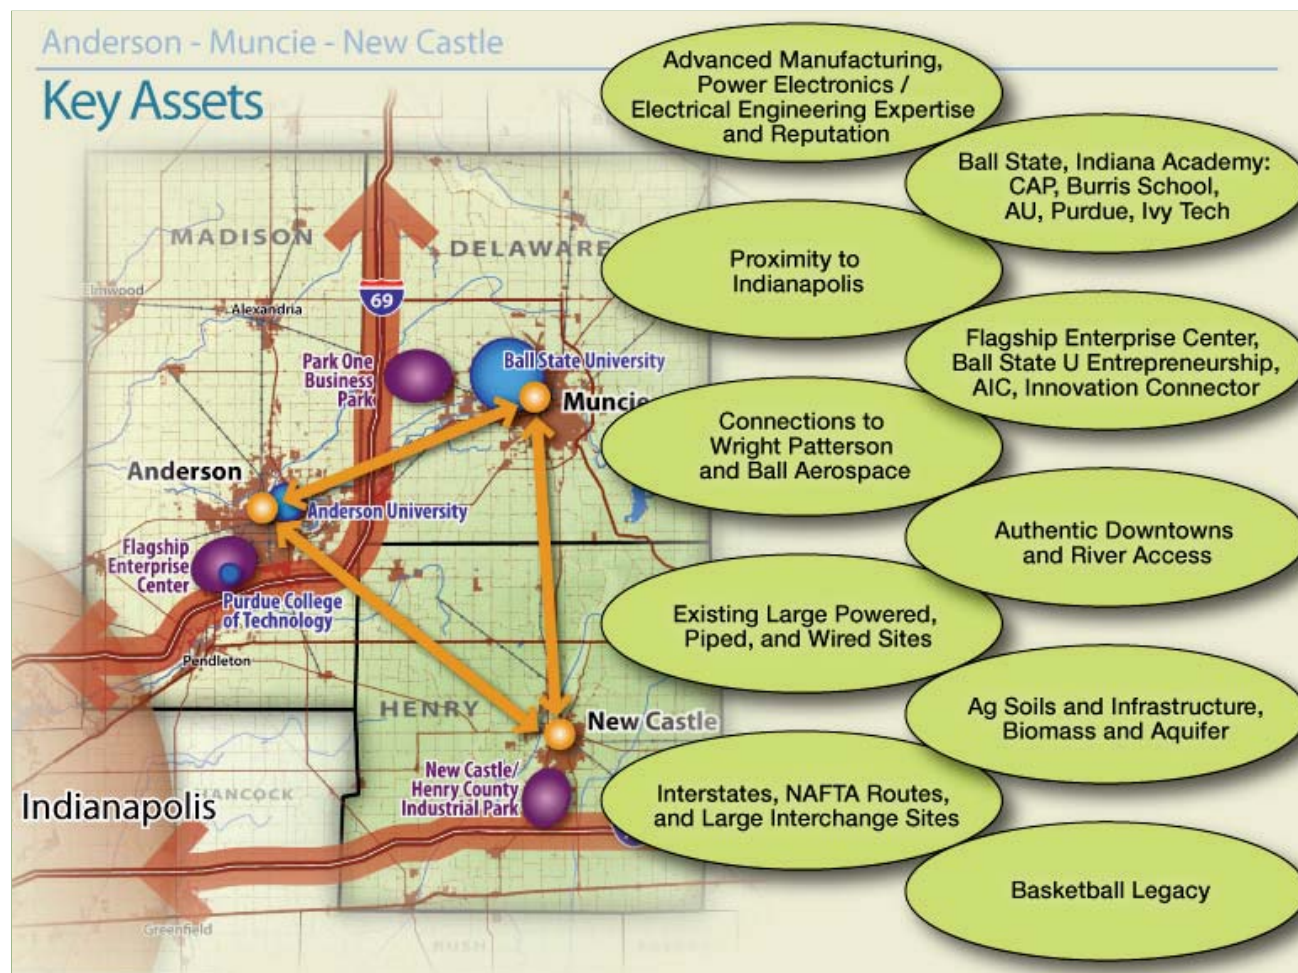 Anderson - Muncie - New Castle
Key Assets
MADISON
DELAWARE
Elmwood
Alexandria
69
Park One
Business
Park
Ball State University
Muncie
Anderson
Anderson University
Flagship
Enterprise
Center
Purdue College
of Technology
Pendleton
HENRY
New Castle
New Castle/
Henry County
Industrial Park
Indianapolis
HANCOCK
Greenfield
RUSH
Advanced Manufacturing,
Power Electronics /
Electrical Engineering Expertise
and Reputation
Ball State, Indiana Academy:
CAP, Burris School,
AU, Purdue, Ivy Tech
Proximity to
Indianapolis
Flagship Enterprise Center,
Ball State U Entrepreneurship,
AIC, Innovation Connector
Connections to
Wright Patterson
and Ball Aerospace
Authentic Downtowns
and River Access
Existing Large Powered,
Piped, and Wired Sites
Ag Soils and Infrastructure,
Biomass and Aquifer
Interstates, NAFTA Routes,
and Large Interchange Sites
Basketball Legacy